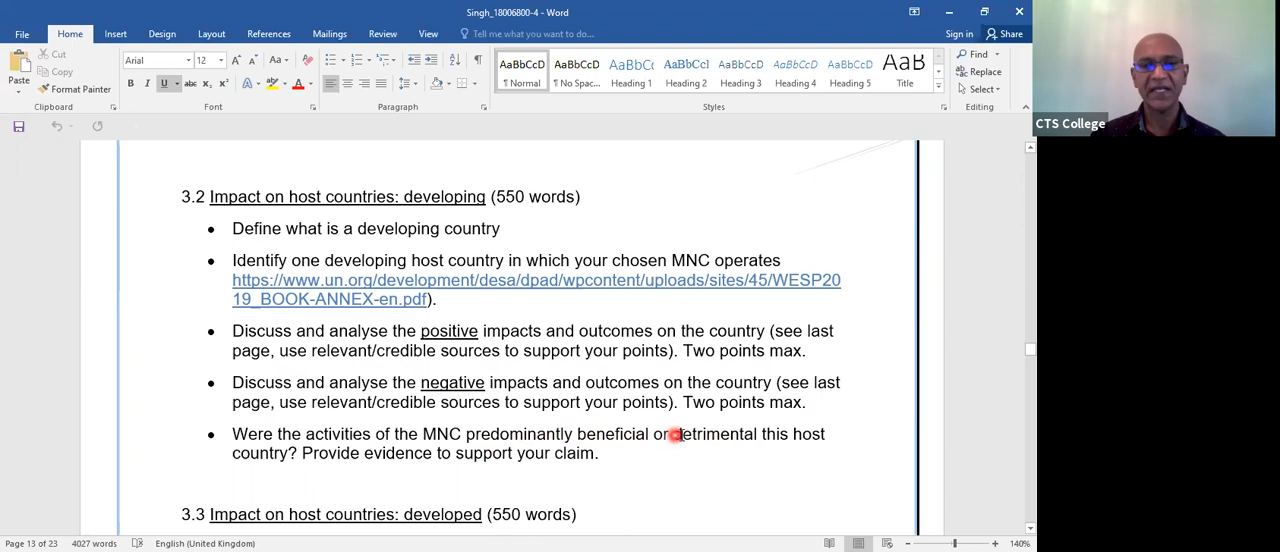 Singh_18006800-4 - Word
File Home Insert Design Layout References Mailings Review View Tell me what you want to do... Sign in Share
Paste Cut Copy Format Painter
Arial 12
AaBbCcD AaBbCcD AaBbC( AaBbCcI AaBbCcD AaBbCcD AaBbCcD AaB
¶ Normal ¶ No Spac... Heading 1 Heading 2 Heading 3 Heading 4 Heading 5 Title
Find Replace Select
Clipboard Font Paragraph Styles Editing
CTS College
3.2 Impact on host countries: developing (550 words)
• Define what is a developing country
• Identify one developing host country in which your chosen MNC operates
https://www.un.org/development/desa/dpad/wpcontent/uploads/sites/45/WESP20
19_BOOK-ANNEX-en.pdf).
• Discuss and analyse the positive impacts and outcomes on the country (see last
page, use relevant/credible sources to support your points). Two points max.
• Discuss and analyse the negative impacts and outcomes on the country (see last
page, use relevant/credible sources to support your points). Two points max.
• Were the activities of the MNC predominantly beneficial or detrimental this host
country? Provide evidence to support your claim.
3.3 Impact on host countries: developed (550 words)
Page 13 of 23 4027 words English (United Kingdom) 140%